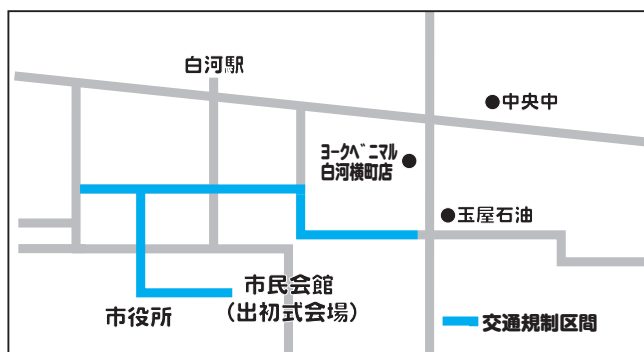 白河駅
●中央中
ﾖｰｸﾍﾞﾆﾏﾙ
白河横町店
●玉屋石油
市民会館
(出初式会場)
市役所
交通規制区間